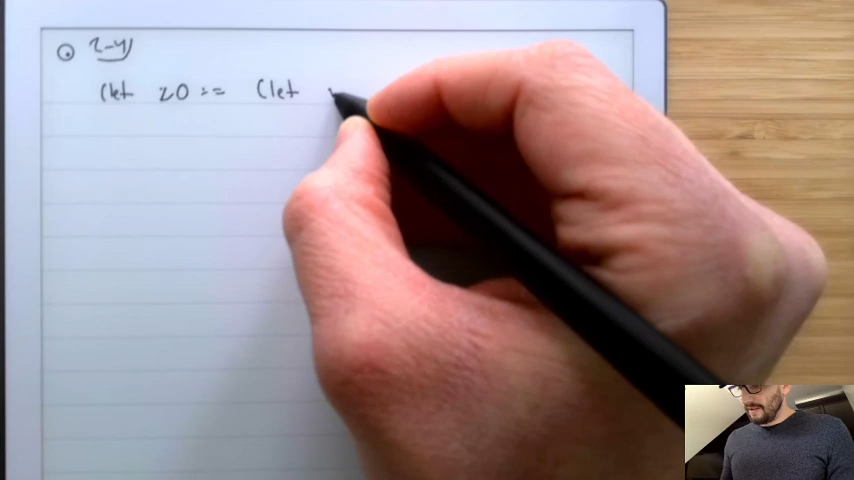 ⊙ 2-4)
(let 20 := (let